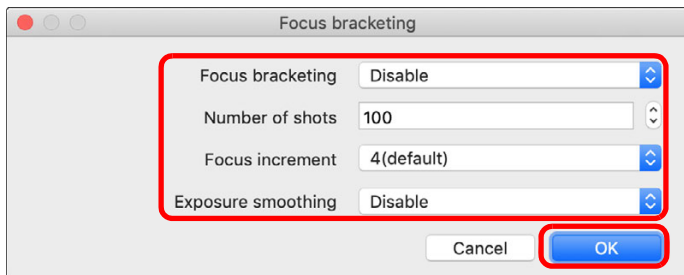 Focus bracketing
Focus bracketing Disable
Number of shots 100
Focus increment 4(default)
Exposure smoothing Disable
Cancel OK